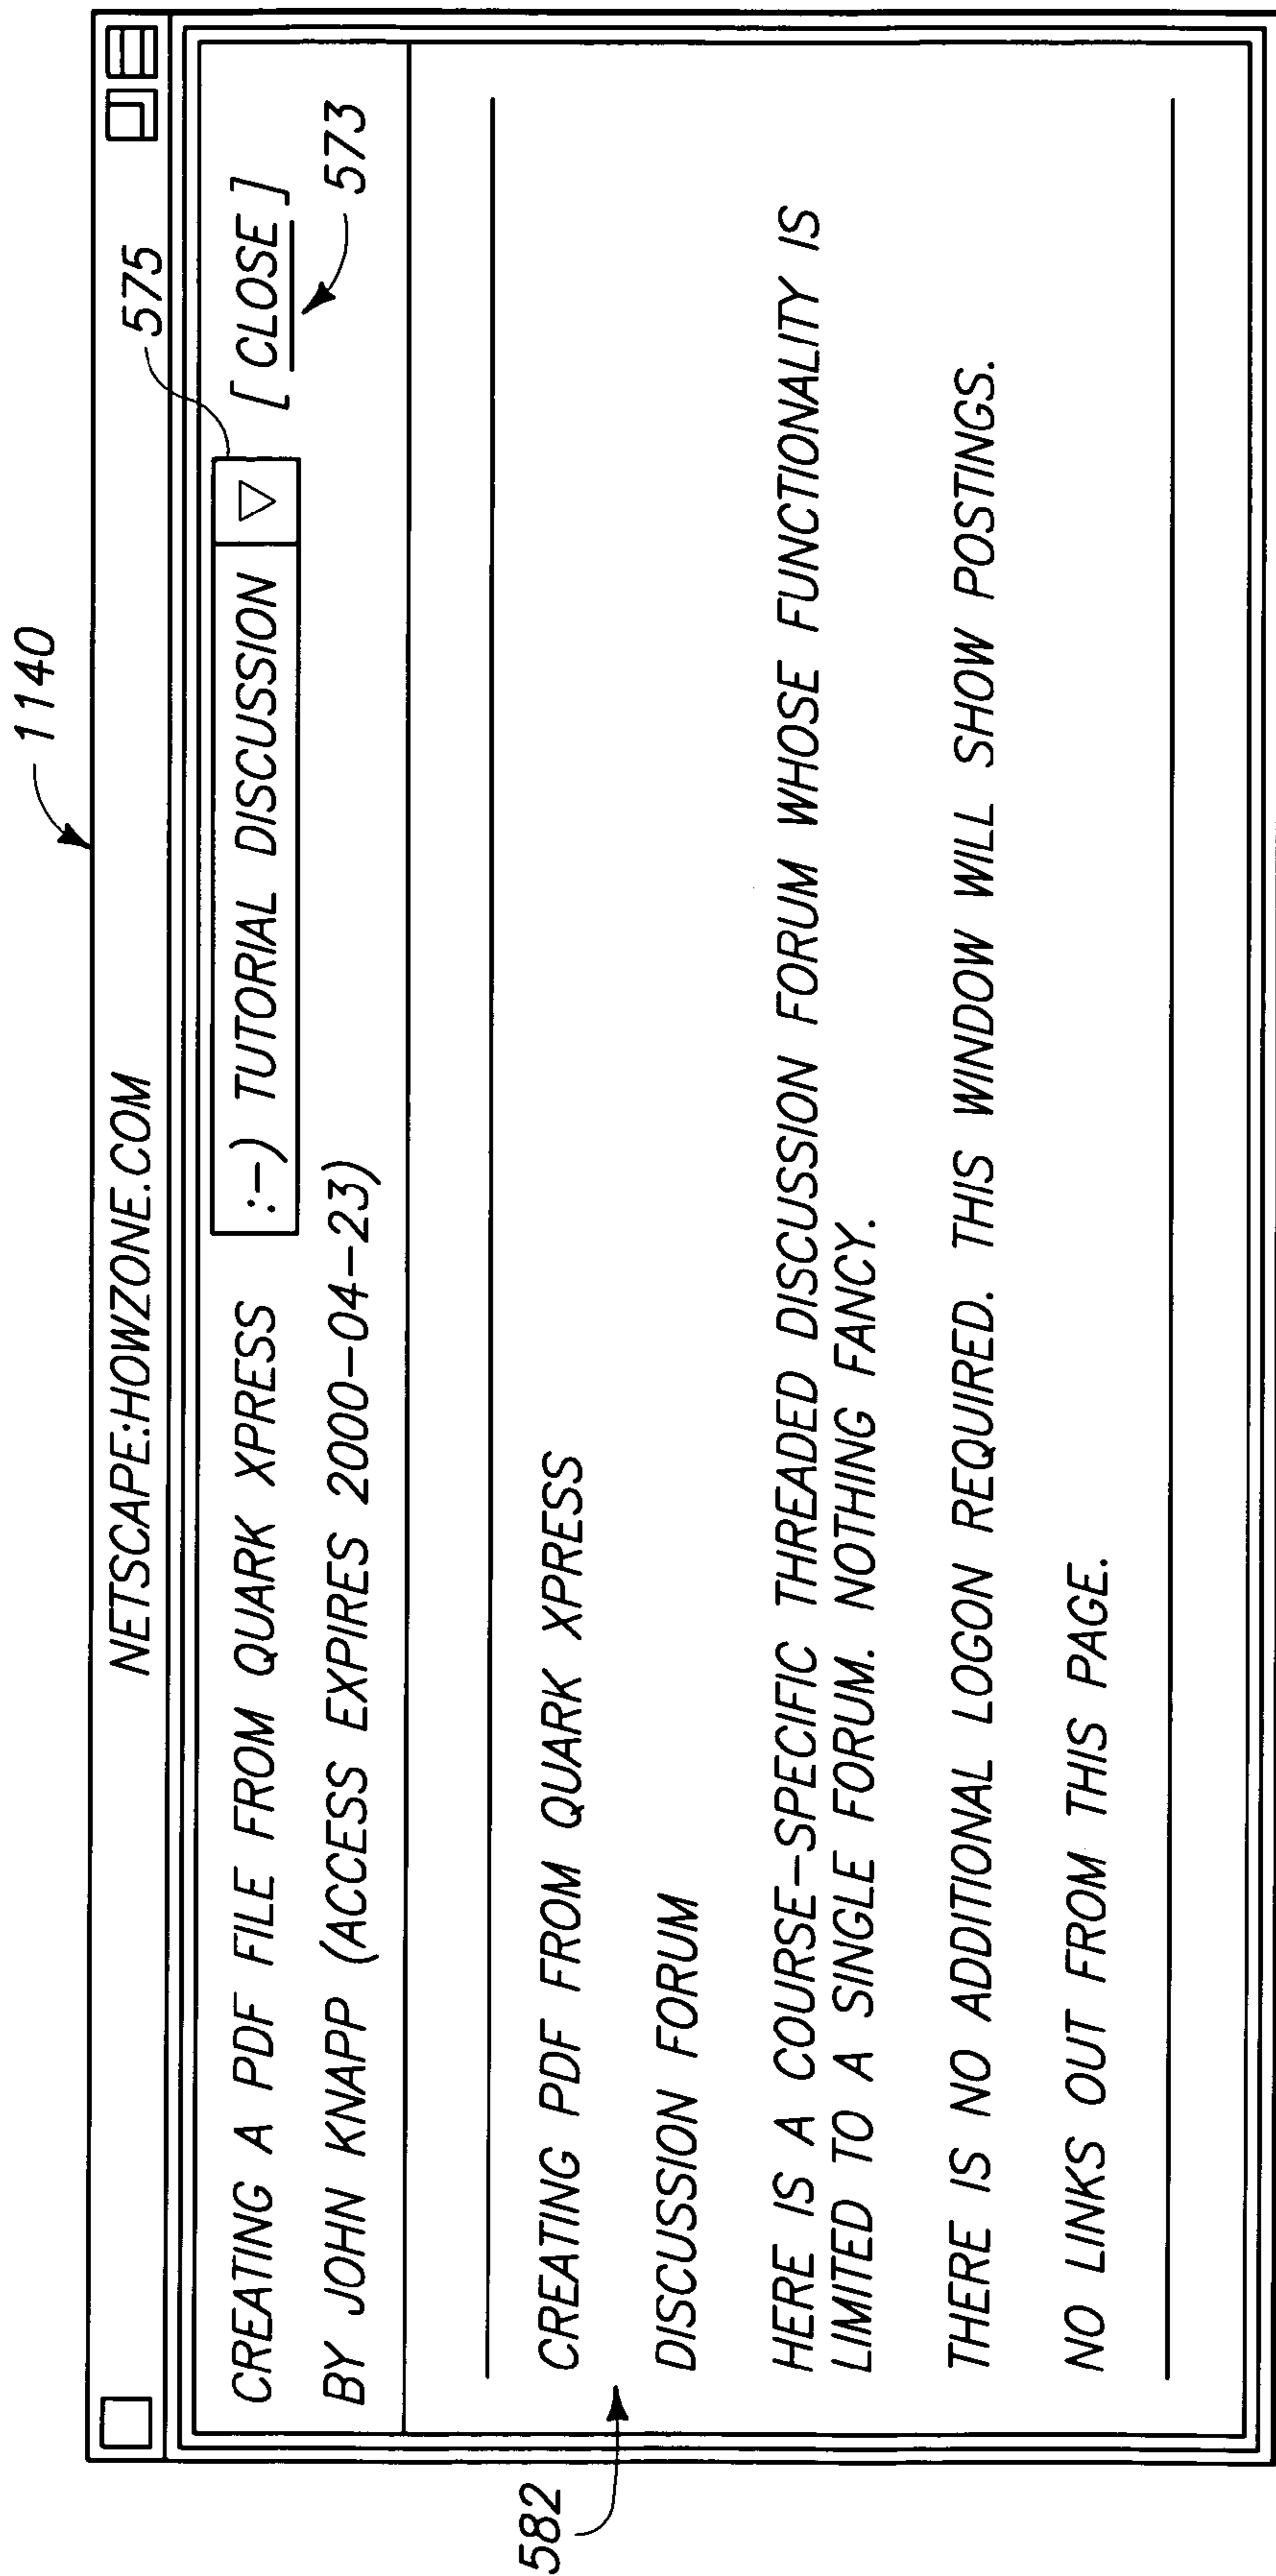 1140
NETSCAPE:HOWZONE.COM
575
CREATING A PDF FILE FROM QUARK XPRESS :-) TUTORIAL DISCUSSION [ CLOSE ]
BY JOHN KNAPP (ACCESS EXPIRES 2000-04-23)
573
CREATING PDF FROM QUARK XPRESS
582
DISCUSSION FORUM
HERE IS A COURSE-SPECIFIC THREADED DISCUSSION FORUM WHOSE FUNCTIONALITY IS
LIMITED TO A SINGLE FORUM. NOTHING FANCY.
THERE IS NO ADDITIONAL LOGON REQUIRED. THIS WINDOW WILL SHOW POSTINGS.
NO LINKS OUT FROM THIS PAGE.